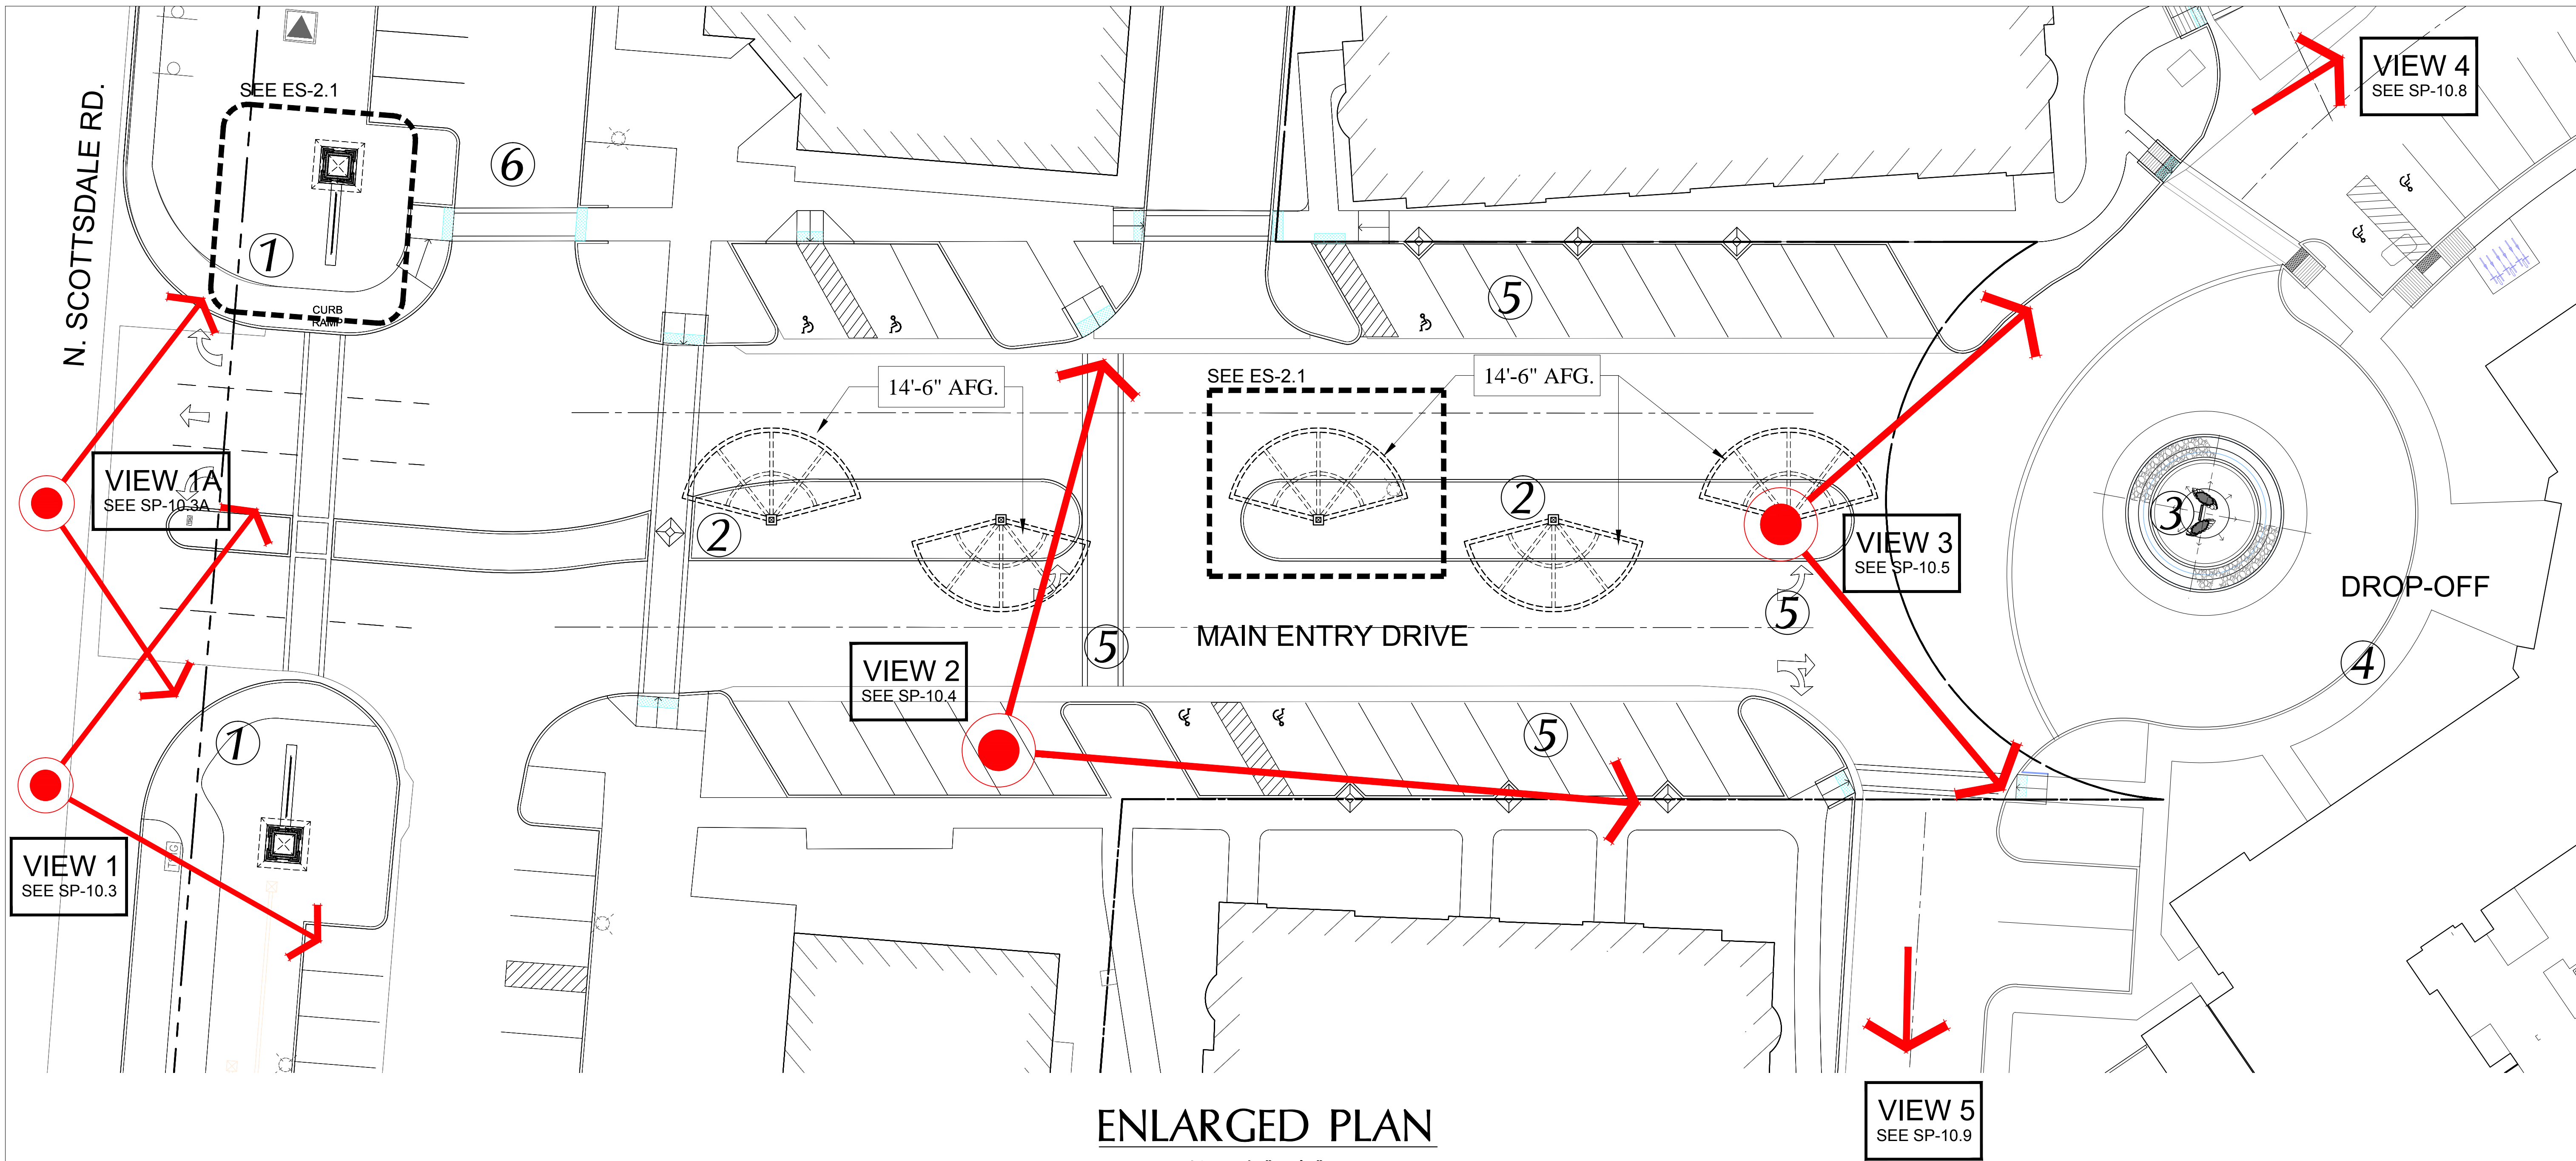 VIEW 4
SEE SP-10.8
SEE ES-2.1
N. SCOTTSDALE RD.
6
1
CURB
RAMP
5
14'-6" AFG.
SEE ES-2.1
14'-6" AFG.
VIEW 1A
SEE SP-10.3A
2
2
3
VIEW 3
SEE SP-10.5
DROP-OFF
5
MAIN ENTRY DRIVE
5
4
VIEW 2
SEE SP-10.4
1
5
VIEW 1
SEE SP-10.3
ENLARGED PLAN
VIEW 5
SEE SP-10.9